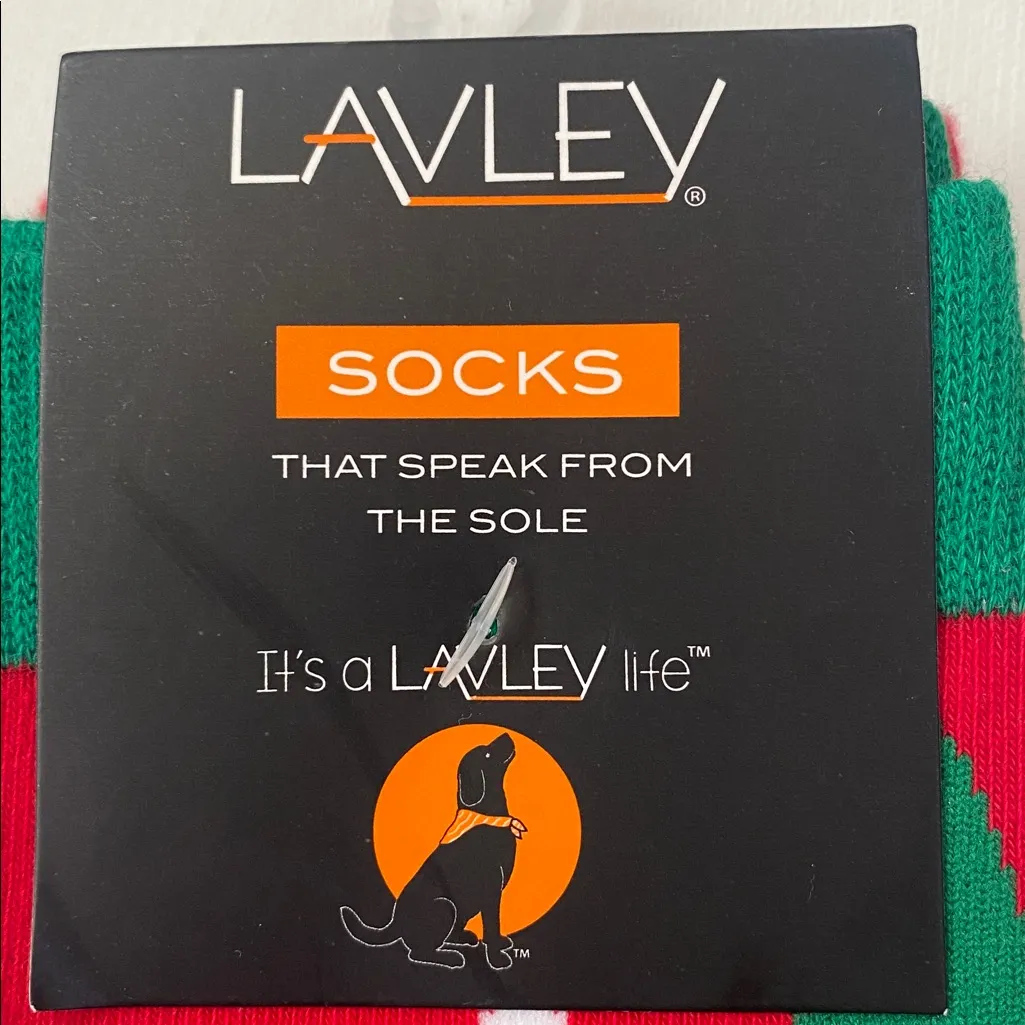 LAVLEY®
SOCKS
THAT SPEAK FROM
THE SOLE
It's a LAVLEY life™
™